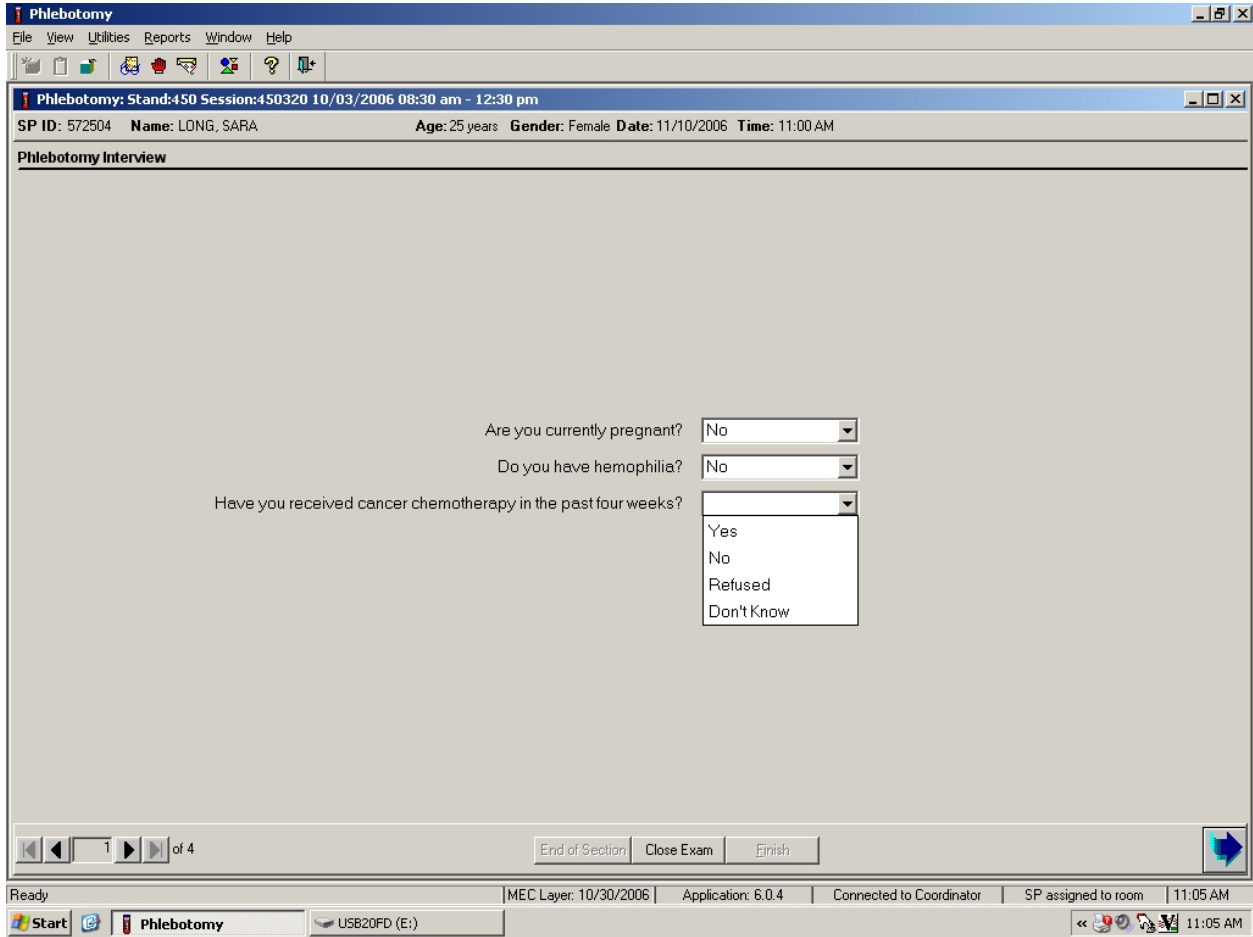 Phlebotomy
File View Utilities Reports Window Help
Phlebotomy: Stand:450 Session:450320 10/03/2006 08:30 am - 12:30 pm
SP ID: 572504 Name: LONG, SARA Age: 25 years Gender: Female Date: 11/10/2006 Time: 11:00 AM
Phlebotomy Interview
Are you currently pregnant? No
Do you have hemophilia? No
Have you received cancer chemotherapy in the past four weeks?
Yes
No
Refused
Don't Know
1 of 4 End of Section Close Exam Finish
Ready MEC Layer: 10/30/2006 Application: 6.0.4 Connected to Coordinator SP assigned to room 11:05 AM
Start Phlebotomy USB20FD (E:) « 11:05 AM